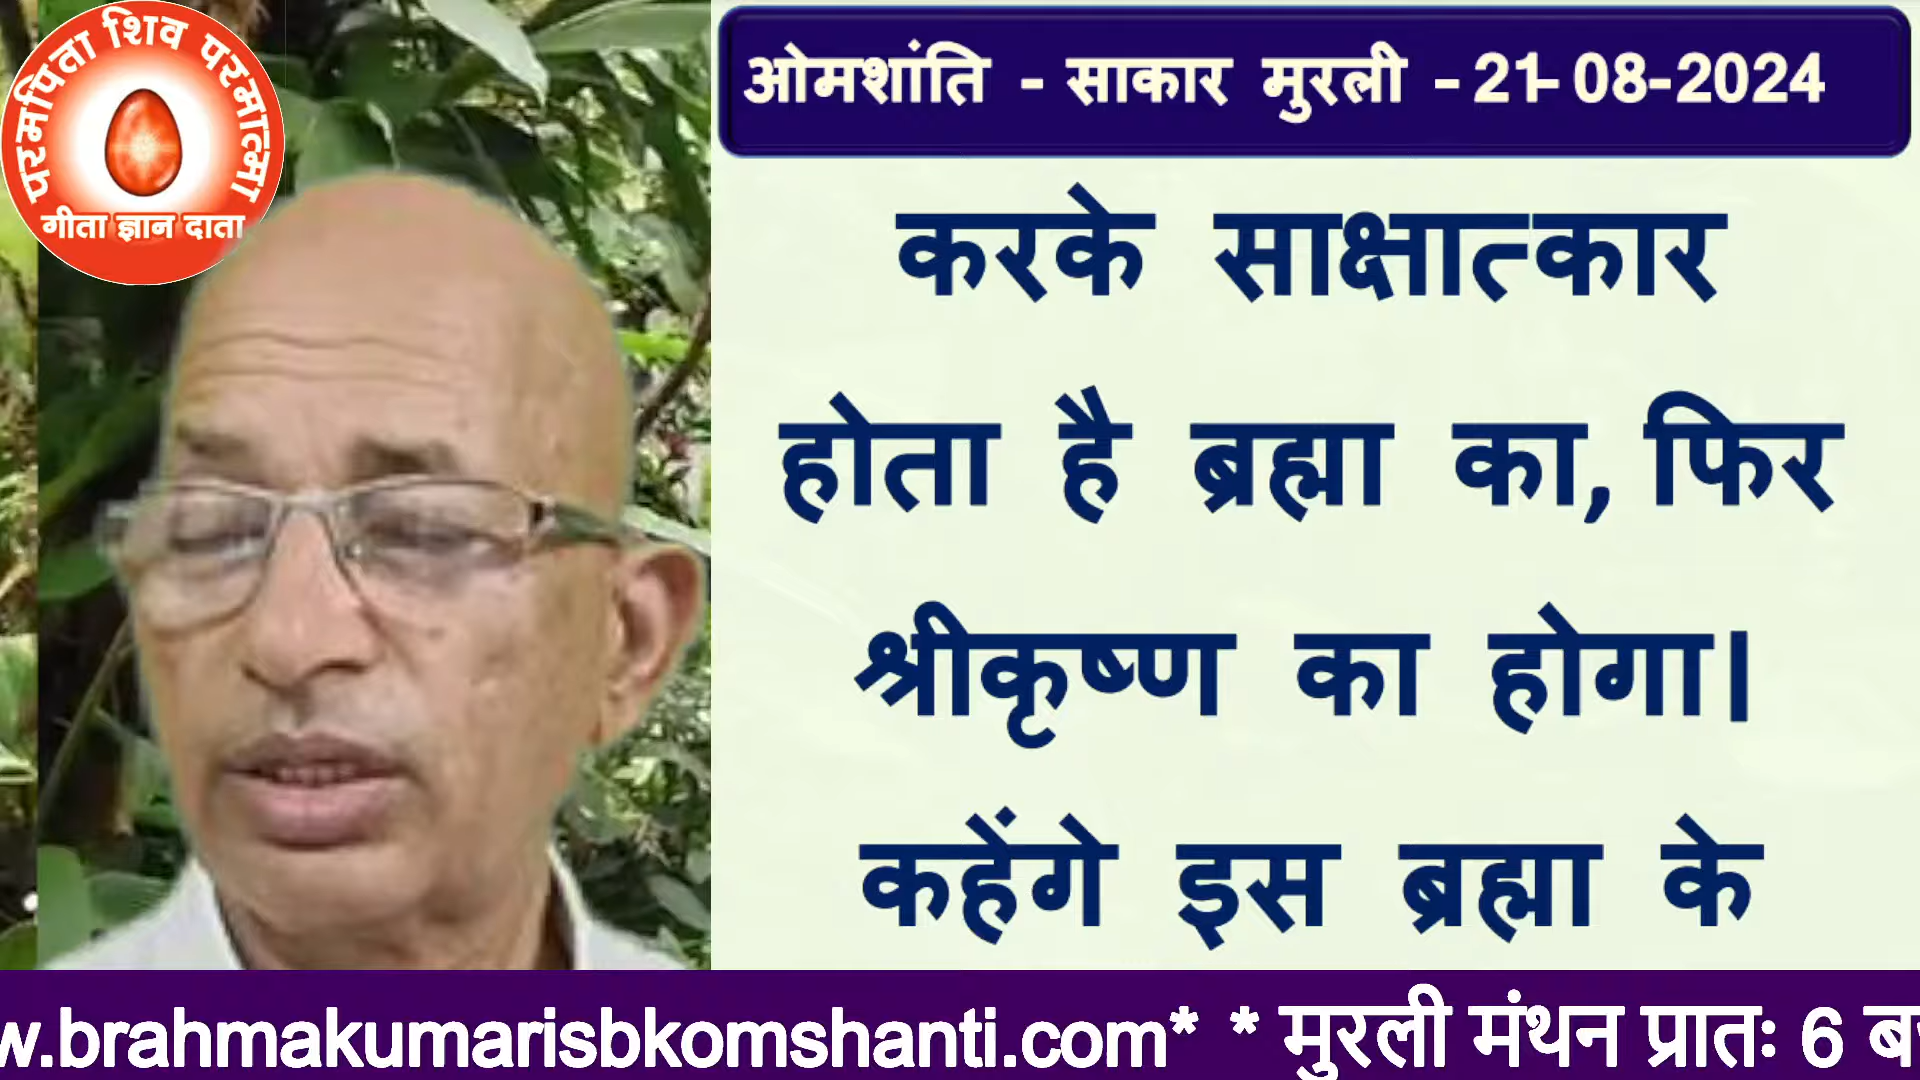 परमपिता शिव परमात्मा
गीता ज्ञान दाता
ओमशांति - साकार मुरली - 21-08-2024
करके साक्षात्कार
होता है ब्रह्मा का, फिर
श्रीकृष्ण का होगा।
कहेंगे इस ब्रह्मा के
w.brahmakumarisbkomshanti.com* * मुरली मंथन प्रातः 6